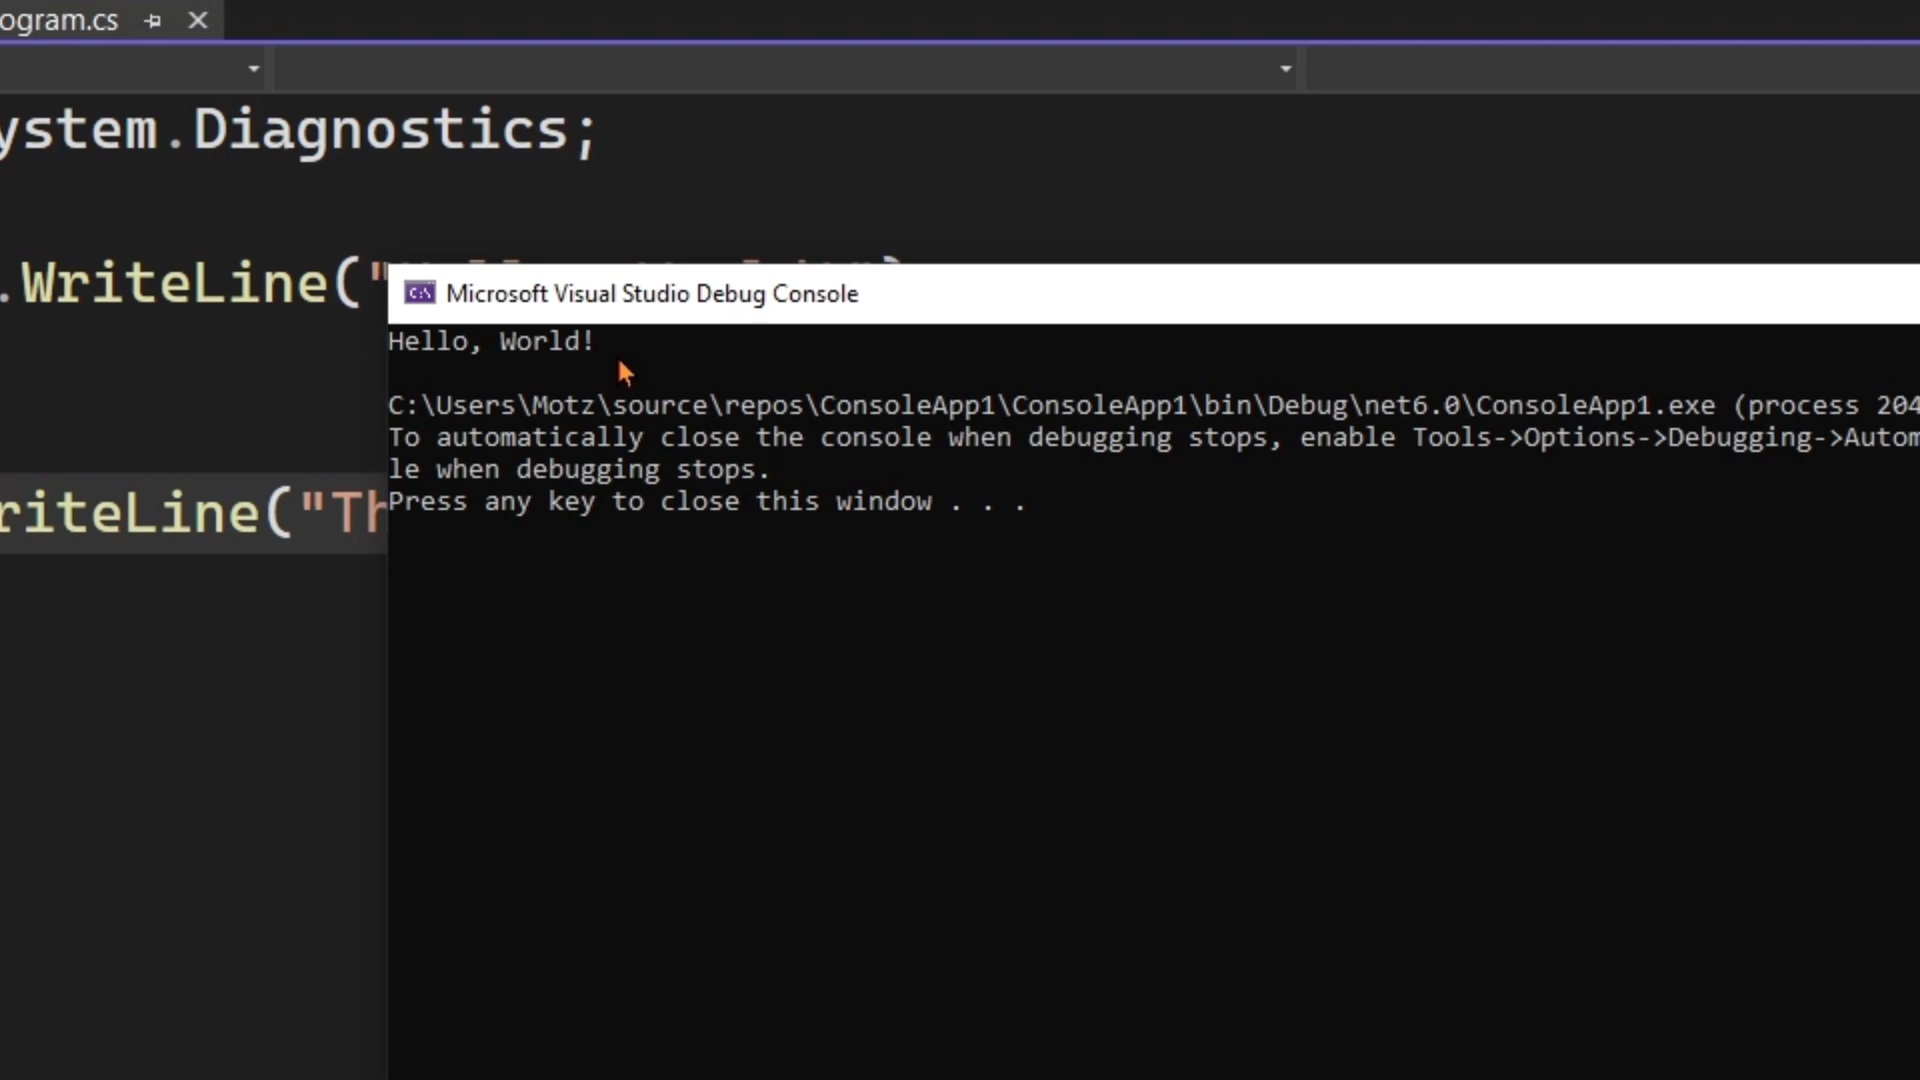 ogram.cs
ystem.Diagnostics;
.WriteLine("
Microsoft Visual Studio Debug Console
Hello, World!
C:\Users\Motz\source\repos\ConsoleApp1\ConsoleApp1\bin\Debug\net6.0\ConsoleApp1.exe (process 204
To automatically close the console when debugging stops, enable Tools->Options->Debugging->Autom
le when debugging stops.
riteLine("Th
Press any key to close this window . . .